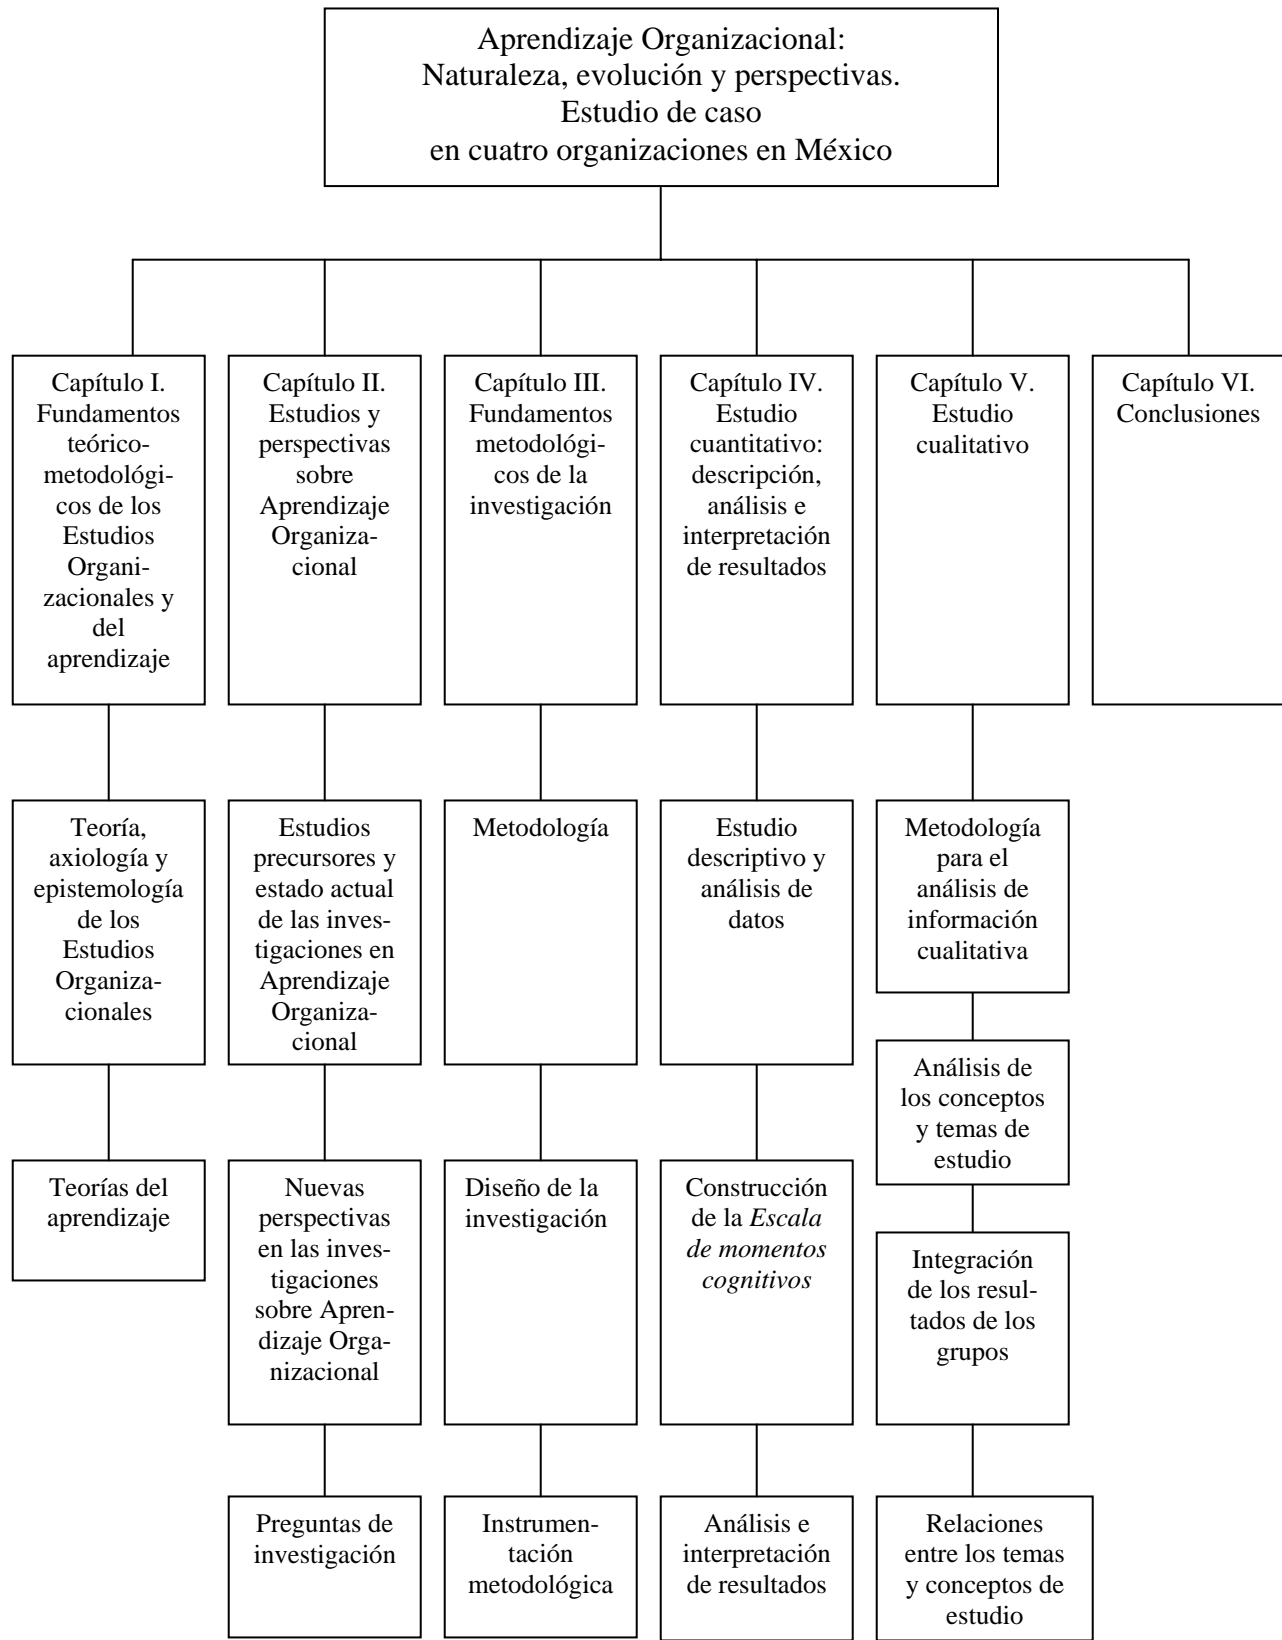 Aprendizaje Organizacional:
Naturaleza, evolución y perspectivas.
Estudio de caso
en cuatro organizaciones en México
Capítulo I.
Fundamentos
teórico-
metodológi-
cos de los
Estudios
Organi-
zacionales y
del
aprendizaje
Capítulo II.
Estudios y
perspectivas
sobre
Aprendizaje
Organiza-
cional
Capítulo III.
Fundamentos
metodológi-
cos de la
investigación
Capítulo IV.
Estudio
cuantitativo:
descripción,
análisis e
interpretación
de resultados
Capítulo V.
Estudio
cualitativo
Capítulo VI.
Conclusiones
Teoría,
axiología y
epistemología
de los
Estudios
Organiza-
cionales
Estudios
precursores y
estado actual
de las inves-
tigaciones en
Aprendizaje
Organiza-
cional
Metodología
Estudio
descriptivo y
análisis de
datos
Metodología
para el
análisis de
información
cualitativa
Análisis de
los conceptos
y temas de
estudio
Teorías del
aprendizaje
Nuevas
perspectivas
en las inves-
tigaciones
sobre Apren-
dizaje Orga-
nizacional
Diseño de la
investigación
Construcción
de la Escala
de momentos
cognitivos
Integración
de los resul-
tados de los
grupos
Preguntas de
investigación
Instrumen-
tación
metodológica
Análisis e
interpretación
de resultados
Relaciones
entre los temas
y conceptos de
estudio